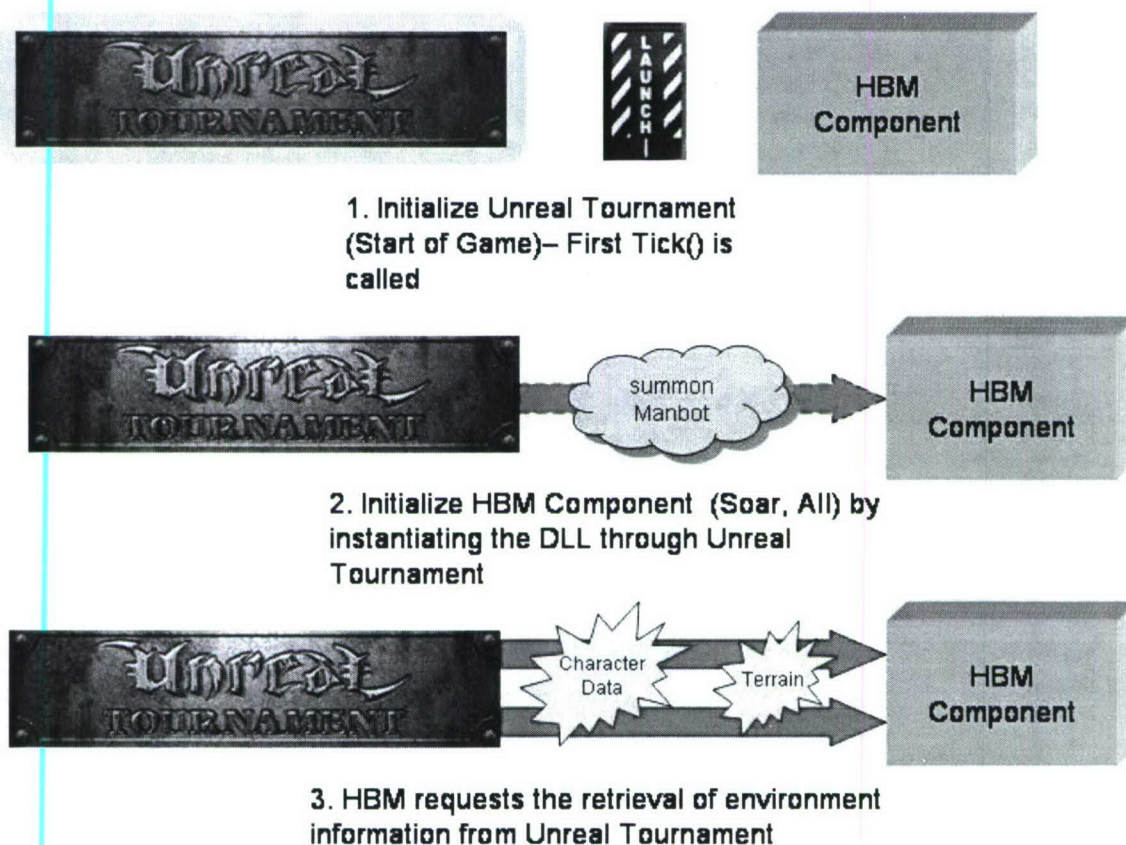 Unreal
TOURNAMENT
LAUNCH!
HBM
Component
1. Initialize Unreal Tournament
(Start of Game)– First Tick() is
called
Unreal
TOURNAMENT
summon
Manbot
HBM
Component
2. Initialize HBM Component (Soar, All) by
instantiating the DLL through Unreal
Tournament
Unreal
TOURNAMENT
Character
Data
Terrain
HBM
Component
3. HBM requests the retrieval of environment
information from Unreal Tournament